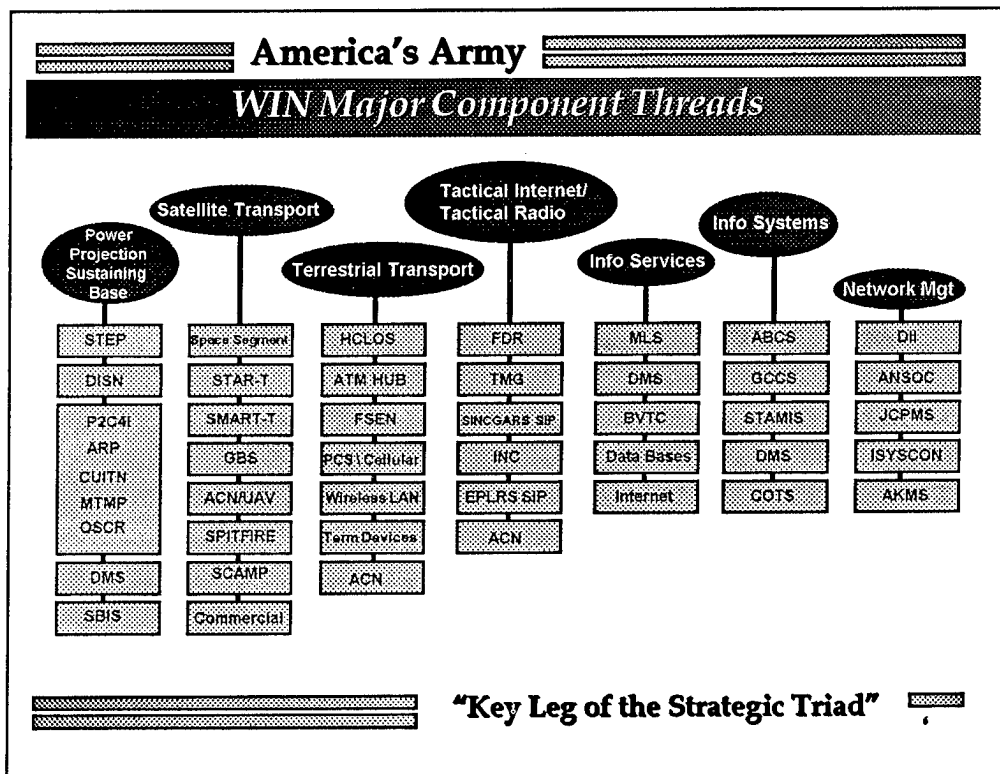 America's Army
WIN Major Component Threads
Power
Projection
Sustaining
Base
STEP
DISN
P2C4I
ARP
CUITN
MTMP
OSCR
DMS
SBIS
Satellite Transport
Space Segment
STAR-T
SMART-T
GBS
ACN/UAV
SPITFIRE
SCAMP
Commercial
Terrestrial Transport
HCLOS
ATM HUB
FSEN
PCS \ Cellular
Wireless LAN
Term Devices
ACN
Tactical Internet/
Tactical Radio
FDR
TMG
SINCGARS SIP
INC
EPLRS SIP
ACN
Info Services
MLS
DMS
BVTC
Data Bases
Internet
Info Systems
ABCS
GCCS
STAMIS
DMS
COTS
Network Mgt
DII
ANSOC
JCPMS
ISYSCON
AKMS
"Key Leg of the Strategic Triad"